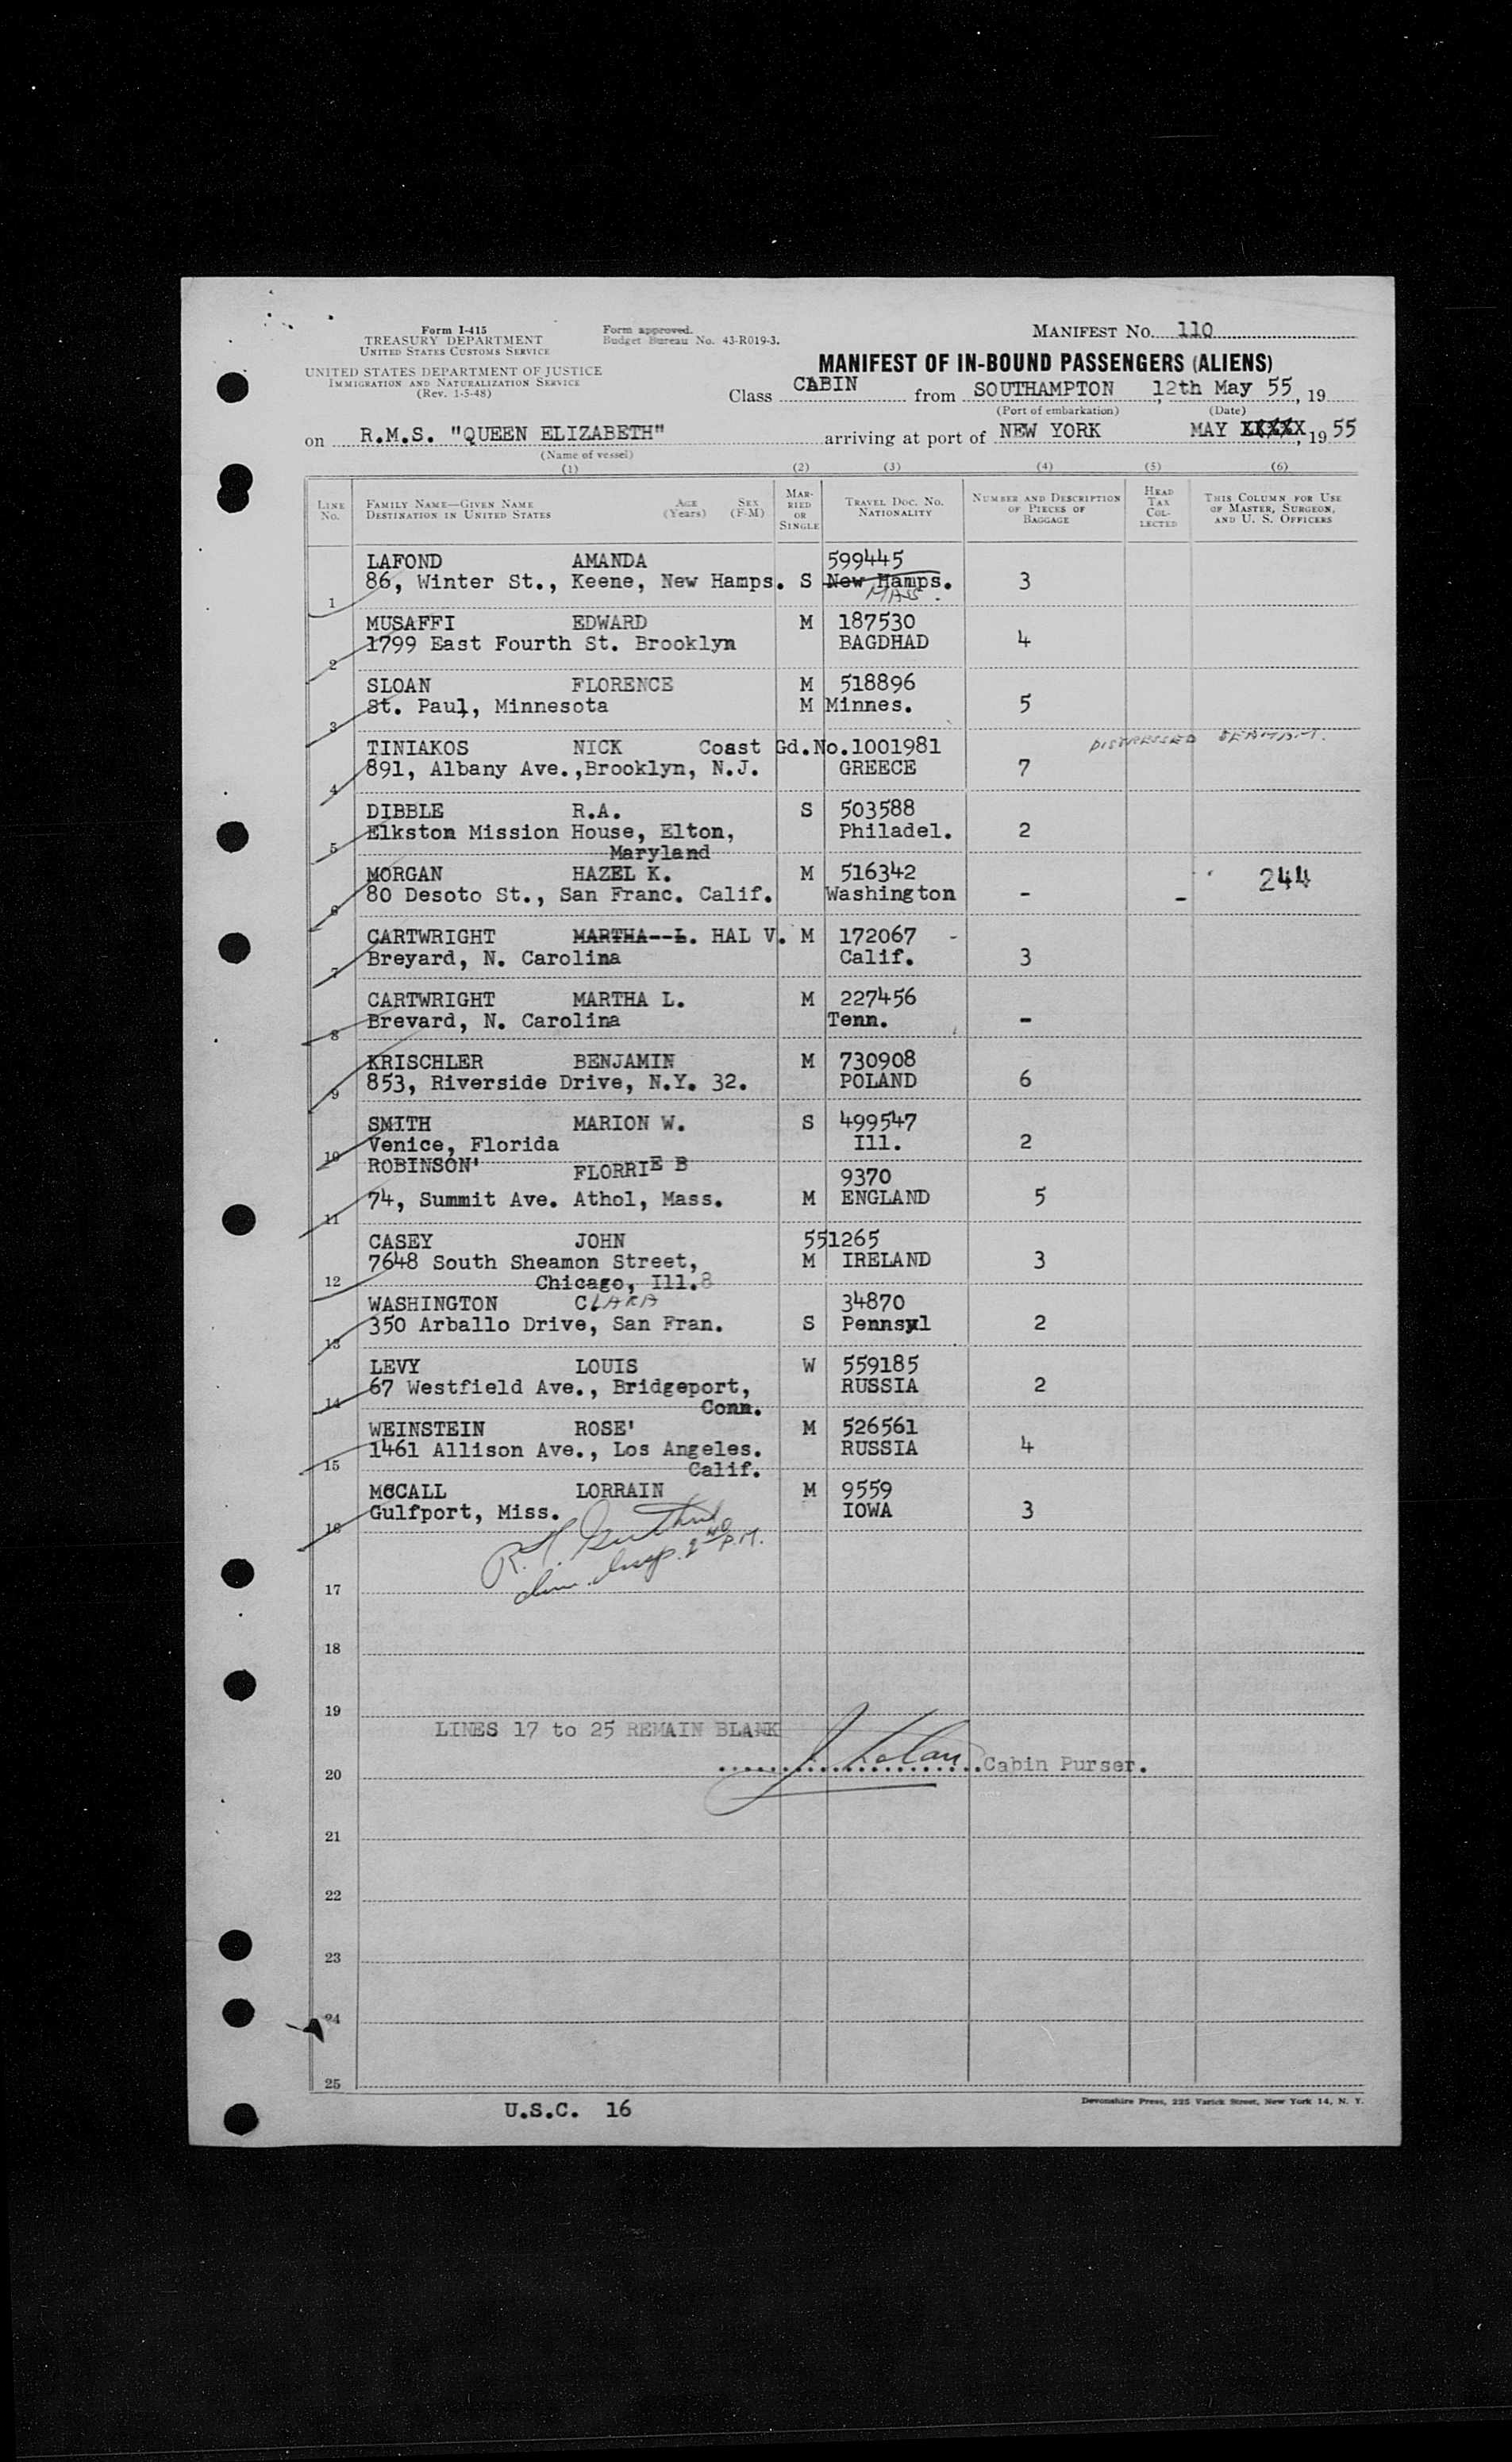 Form I-415
TREASURY DEPARTMENT
UNITED STATES CUSTOMS SERVICE
UNITED STATES DEPARTMENT OF JUSTICE
IMMIGRATION AND NATURALIZATION SERVICE
(Rev. 1-5-48)
Form approved.
Budget Bureau No. 43-R019-3.
MANIFEST No. 110
MANIFEST OF IN-BOUND PASSENGERS (ALIENS)
Class CABIN from SOUTHAMPTON, 12th May 55, 19
(Port of embarkation) (Date)
on R.M.S. "QUEEN ELIZABETH" arriving at port of NEW YORK MAY XXXXX, 19 55
(Name of vessel)
(1) (2) (3) (4) (5) (6)
LINE No. FAMILY NAME—GIVEN NAME DESTINATION IN UNITED STATES AGE (Years) SEX (F-M) MARRIED OR SINGLE TRAVEL DOC. NO. NATIONALITY NUMBER AND DESCRIPTION OF PIECES OF BAGGAGE HEAD TAX COLLECTED THIS COLUMN FOR USE OF MASTER, SURGEON, AND U. S. OFFICERS
LAFOND AMANDA 599445
1 86, Winter St., Keene, New Hamps. S New Hamps. 3
MASS.
MUSAFFI EDWARD M 187530
2 1799 East Fourth St. Brooklyn BAGDHAD 4
SLOAN FLORENCE M 518896
3 St. Paul, Minnesota M Minnes. 5
TINIAKOS NICK Coast Gd.No.1001981 DISTRESSED SEAMAN.
4 891, Albany Ave.,Brooklyn, N.J. GREECE 7
DIBBLE R.A. S 503588
5 Elkston Mission House, Elton, Philadel. 2
Maryland
MORGAN HAZEL K. M 516342 244
6 80 Desoto St., San Franc. Calif. Washington - -
CARTWRIGHT MARTHA--L. HAL V. M 172067 -
7 Breyard, N. Carolina Calif. 3
CARTWRIGHT MARTHA L. M 227456
8 Brevard, N. Carolina Tenn. -
KRISCHLER BENJAMIN M 730908
9 853, Riverside Drive, N.Y. 32. POLAND 6
SMITH MARION W. S 499547
10 Venice, Florida Ill. 2
ROBINSON' FLORRIE B 9370
11 74, Summit Ave. Athol, Mass. M ENGLAND 5
CASEY JOHN 551265
12 7648 South Sheamon Street, M IRELAND 3
Chicago, Ill.8
WASHINGTON CLARA 34870
13 350 Arballo Drive, San Fran. S Pennsyl 2
LEVY LOUIS W 559185
14 67 Westfield Ave., Bridgeport, RUSSIA 2
Conn.
WEINSTEIN ROSE' M 526561
15 1461 Allison Ave., Los Angeles. RUSSIA 4
Calif.
McCALL LORRAIN M 9559
16 Gulfport, Miss. IOWA 3
17
18
19
LINES 17 to 25 REMAIN BLANK
20 Cabin Purser.
21
22
23
24
25
U.S.C. 16
Devonshire Press, 225 Varick Street, New York 14, N. Y.